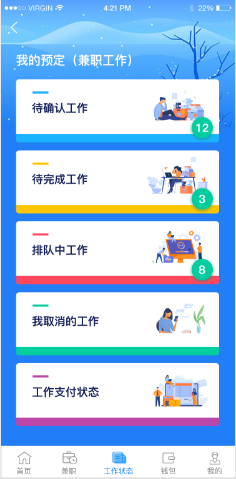 VIRGIN 4:21 PM 22%
我的预定（兼职工作）
待确认工作
12
待完成工作
3
排队中工作
8
我取消的工作
工作支付状态
首页 兼职 工作状态 钱包 我的